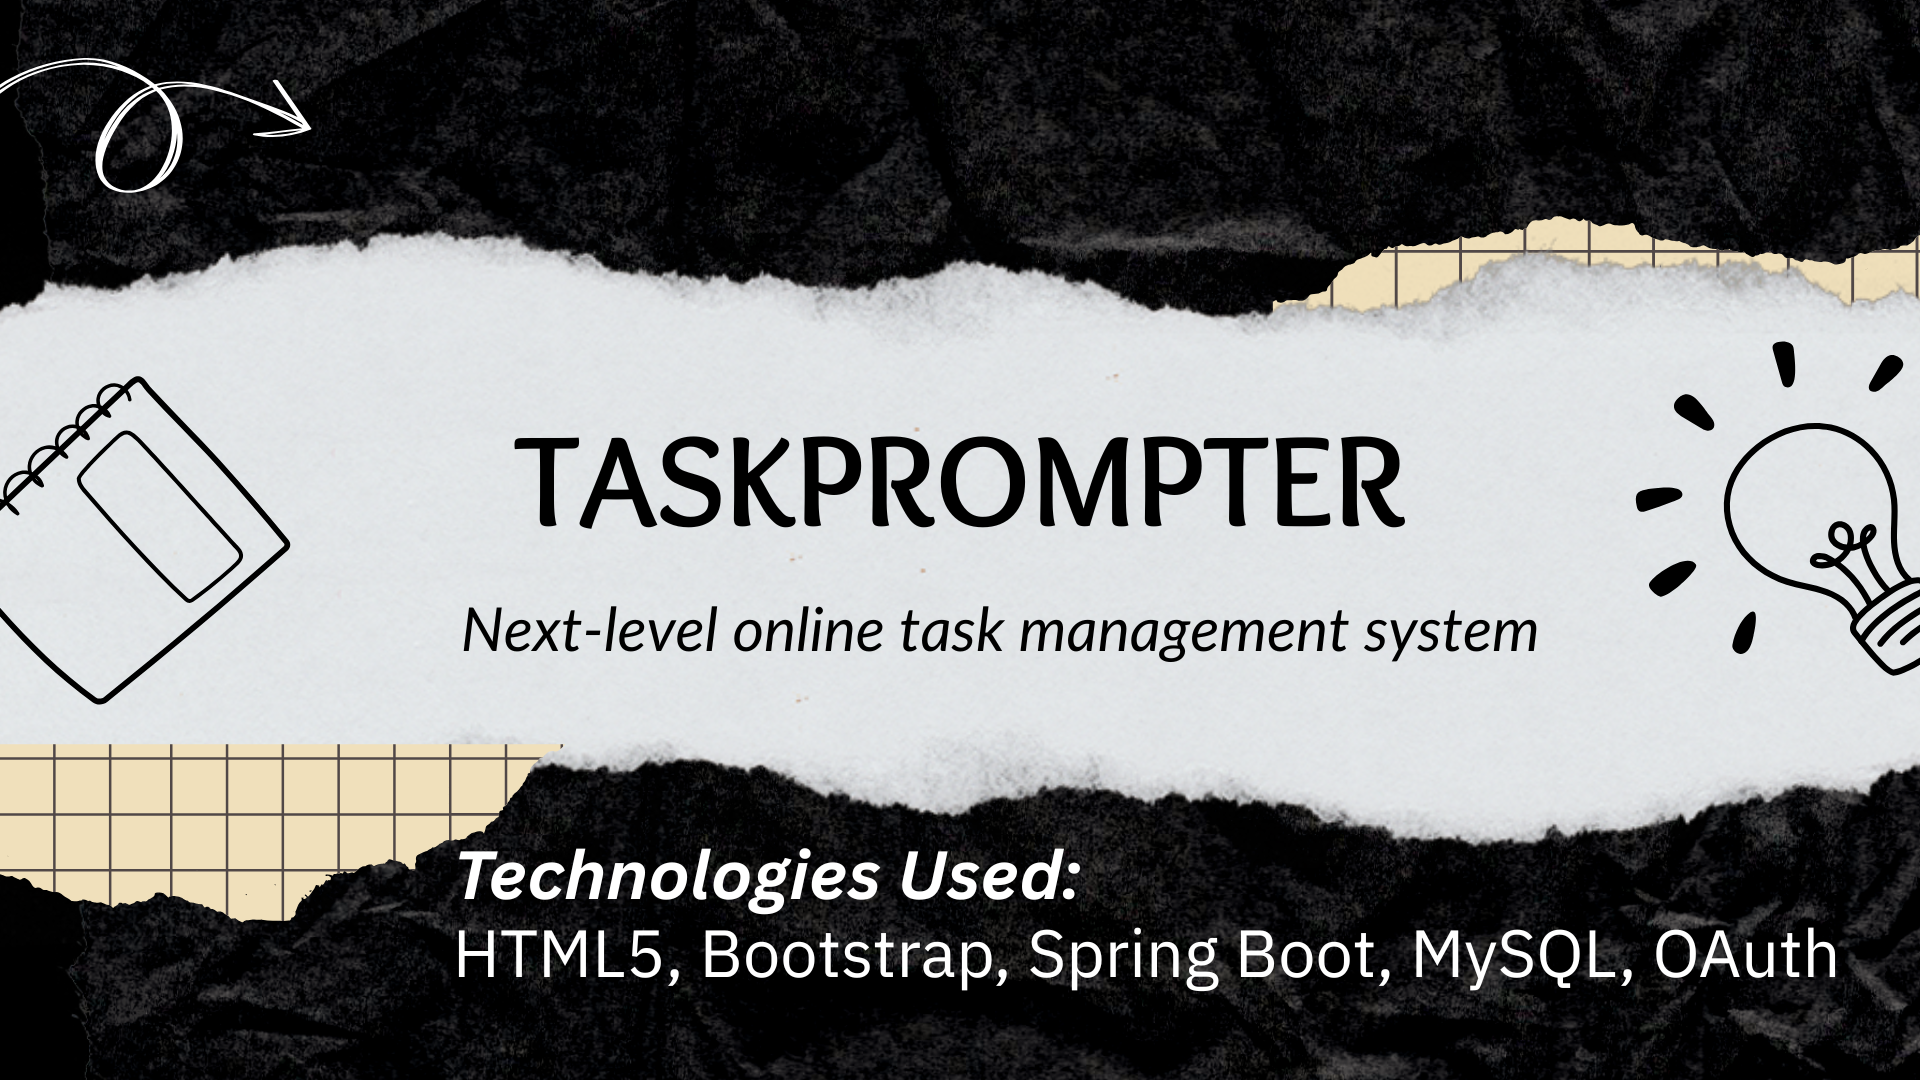 TASKPROMPTER
Next-level online task management system
Technologies Used:
HTML5, Bootstrap, Spring Boot, MySQL, OAuth